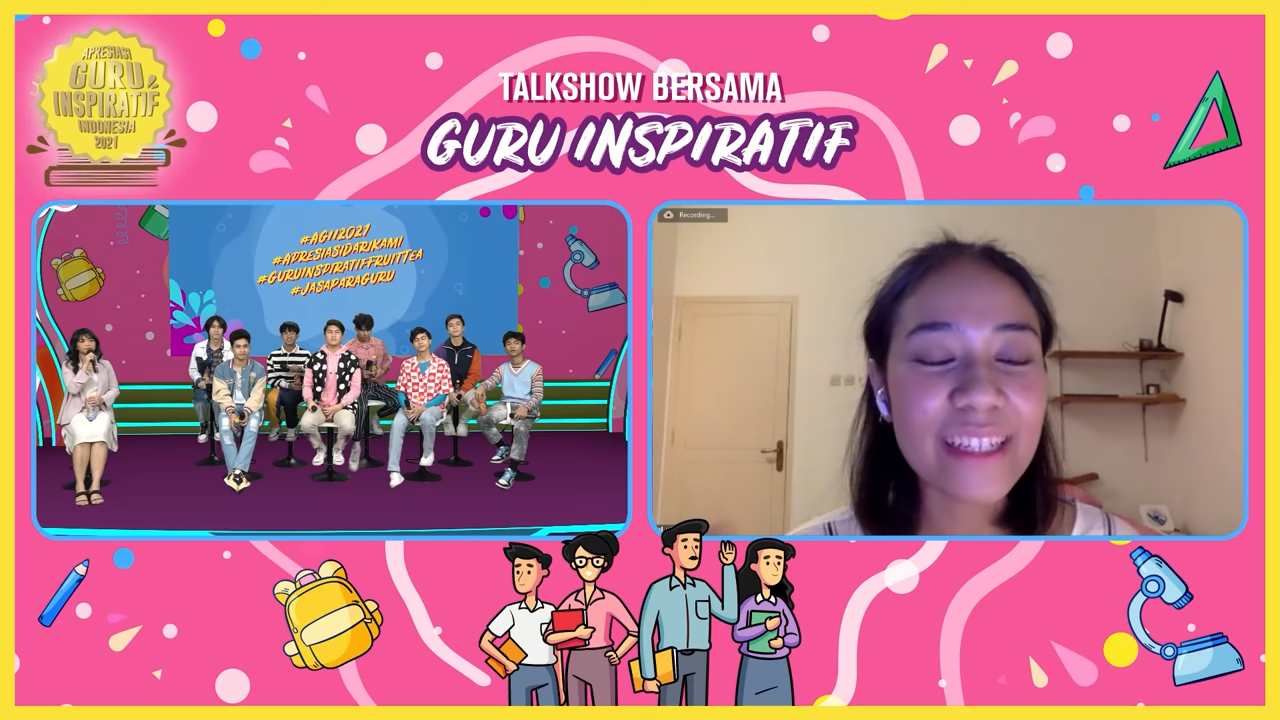 APRESIASI
GURU
INSPIRATIF
INDONESIA
2021
TALKSHOW BERSAMA
GURU INSPIRATIF
#AGII2021
#APRESIASIDARIKAMI
#GURUINSPIRATIFFRUITTEA
#JASAPARAGURU
Recording...